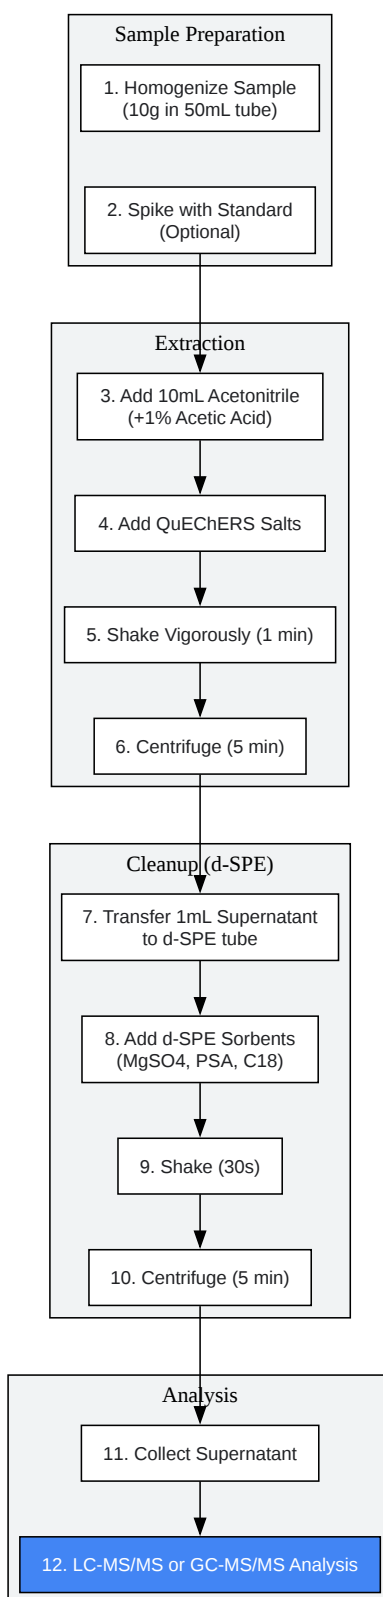 Sample Preparation
1. Homogenize Sample
(10g in 50mL tube)
2. Spike with Standard
(Optional)
Extraction
3. Add 10mL Acetonitrile
(+1% Acetic Acid)
4. Add QuEChERS Salts
5. Shake Vigorously (1 min)
6. Centrifuge (5 min)
Cleanup (d-SPE)
7. Transfer 1mL Supernatant
to d-SPE tube
8. Add d-SPE Sorbents
(MgSO4, PSA, C18)
9. Shake (30s)
10. Centrifuge (5 min)
Analysis
11. Collect Supernatant
12. LC-MS/MS or GC-MS/MS Analysis